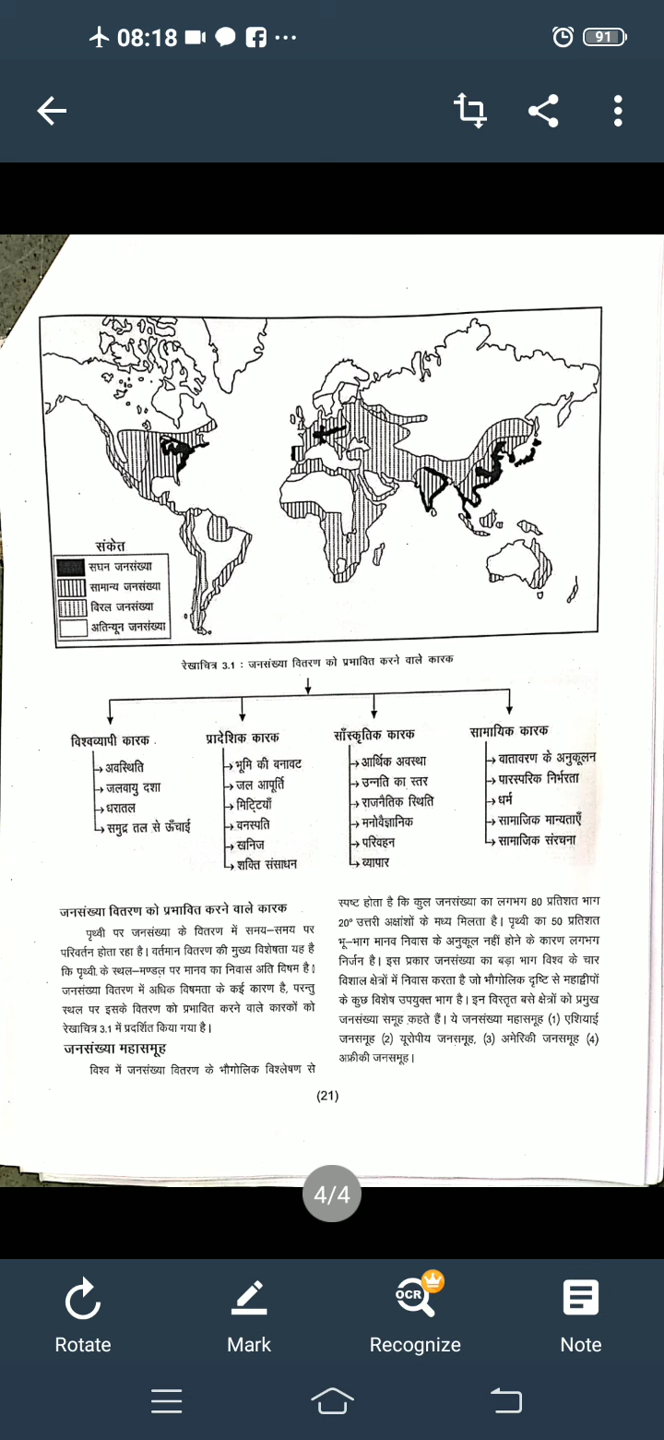 08:18
91
संकेत
सघन जनसंख्या
सामान्य जनसंख्या
विरल जनसंख्या
अतिन्यून जनसंख्या
रेखाचित्र 3.1 : जनसंख्या वितरण को प्रभावित करने वाले कारक
विश्वव्यापी कारक
अवस्थिति
जलवायु दशा
धरातल
समुद्र तल से ऊँचाई
प्रादेशिक कारक
भूमि की बनावट
जल आपूर्ति
मिट्टियाँ
वनस्पति
खनिज
शक्ति संसाधन
साँस्कृतिक कारक
आर्थिक अवस्था
उन्नति का स्तर
राजनैतिक स्थिति
मनोवैज्ञानिक
परिवहन
व्यापार
सामायिक कारक
वातावरण के अनुकूलन
पारस्परिक निर्भरता
धर्म
सामाजिक मान्यताएँ
सामाजिक संरचना
जनसंख्या वितरण को प्रभावित करने वाले कारक
पृथ्वी पर जनसंख्या के वितरण में समय-समय पर
परिवर्तन होता रहा है। वर्तमान वितरण की मुख्य विशेषता यह है
कि पृथ्वी के स्थल-मण्डल पर मानव का निवास अति विषम है।
जनसंख्या वितरण में अधिक विषमता के कई कारण है, परन्तु
स्थल पर इसके वितरण को प्रभावित करने वाले कारकों को
रेखाचित्र 3.1 में प्रदर्शित किया गया है।
जनसंख्या महासमूह
विश्व में जनसंख्या वितरण के भौगोलिक विश्लेषण से
स्पष्ट होता है कि कुल जनसंख्या का लगभग 80 प्रतिशत भाग
20° उत्तरी अक्षांशों के मध्य मिलता है। पृथ्वी का 50 प्रतिशत
भू-भाग मानव निवास के अनुकूल नहीं होने के कारण लगभग
निर्जन है। इस प्रकार जनसंख्या का बड़ा भाग विश्व के चार
विशाल क्षेत्रों में निवास करता है जो भौगोलिक दृष्टि से महाद्वीपों
के कुछ विशेष उपयुक्त भाग है। इन विस्तृत बसे क्षेत्रों को प्रमुख
जनसंख्या समूह कहते हैं। ये जनसंख्या महासमूह (1) एशियाई
जनसमूह (2) यूरोपीय जनसमूह, (3) अमेरिकी जनसमूह (4)
अफ्रीकी जनसमूह।
(21)
4/4
OCR
Rotate
Mark
Recognize
Note